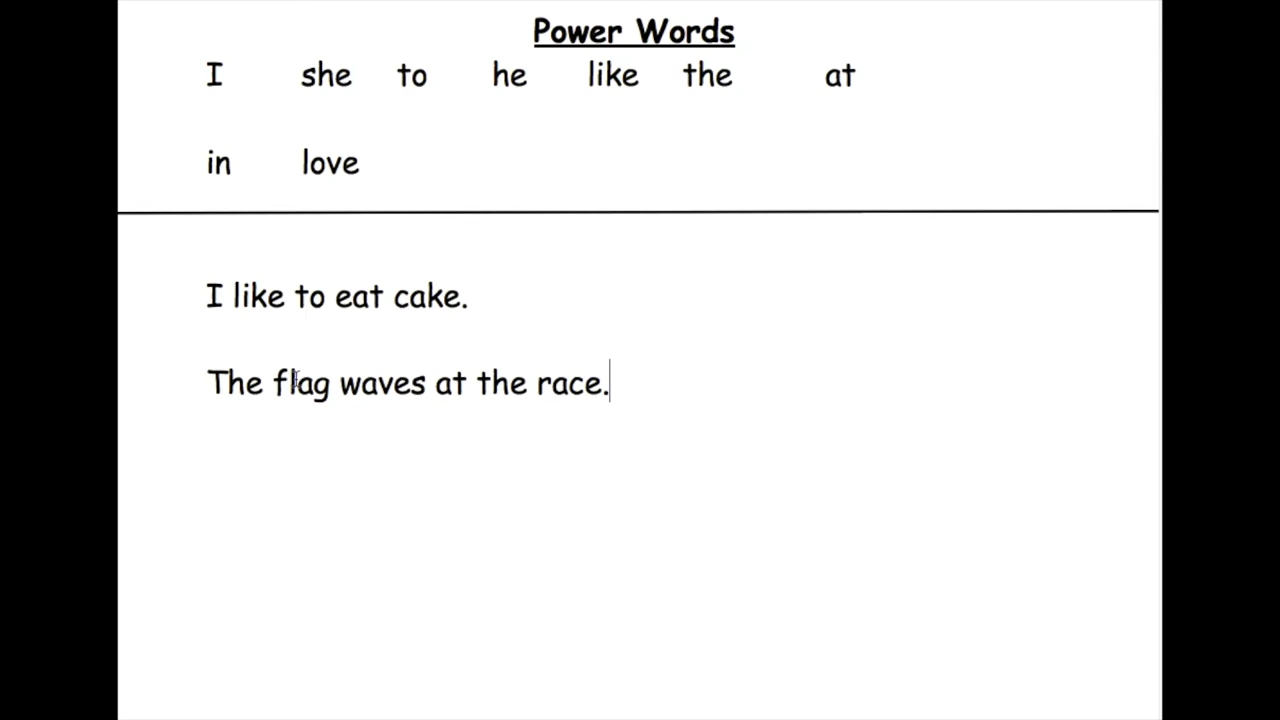 Power Words
I she to he like the at
in love
I like to eat cake.
The flag waves at the race.